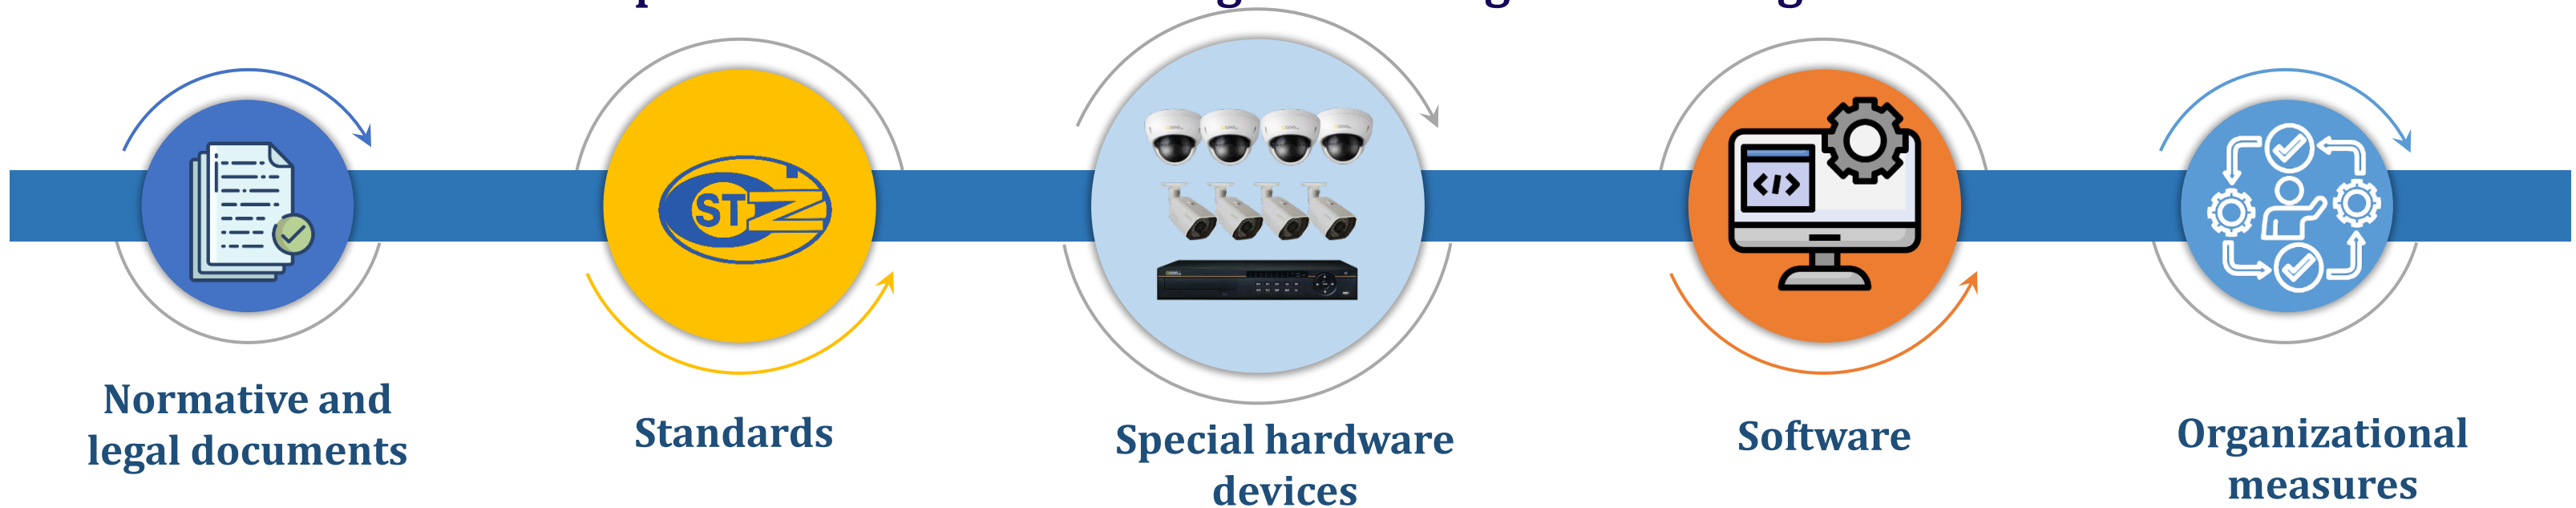 Normative and
legal documents
Standards
Special hardware
devices
Software
Organizational
measures
ST
</>